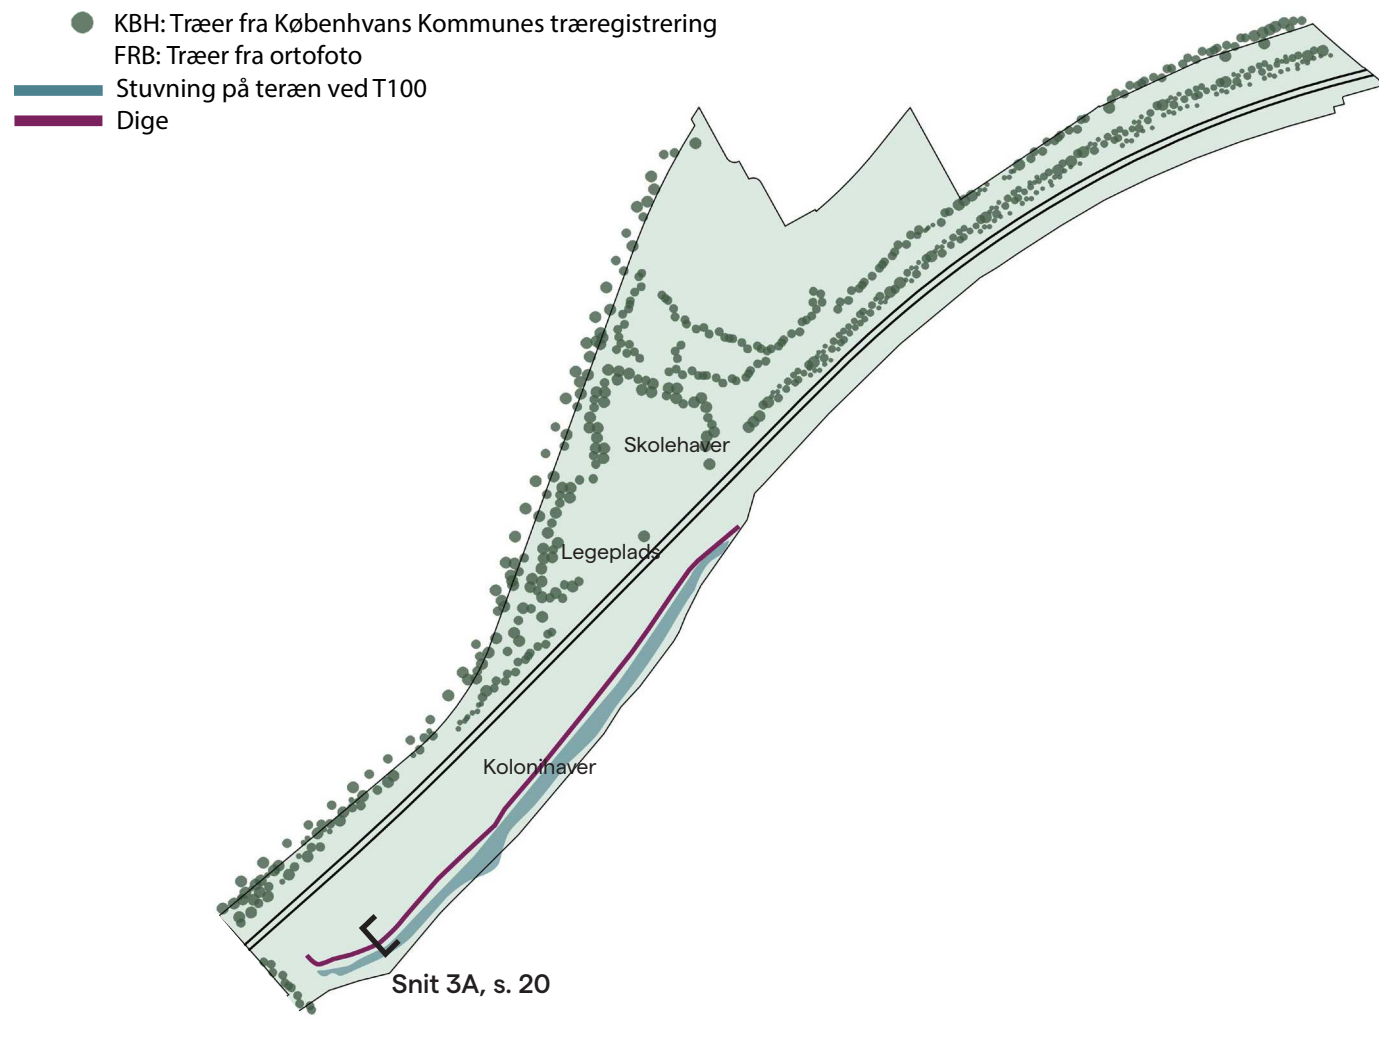 KBH: Træer fra Københvans Kommunes træregistrering
FRB: Træer fra ortofoto
Stuvning på teræn ved T100
Dige
Skolehaver
Legeplads
Kolonihaver
Snit 3A, s. 20